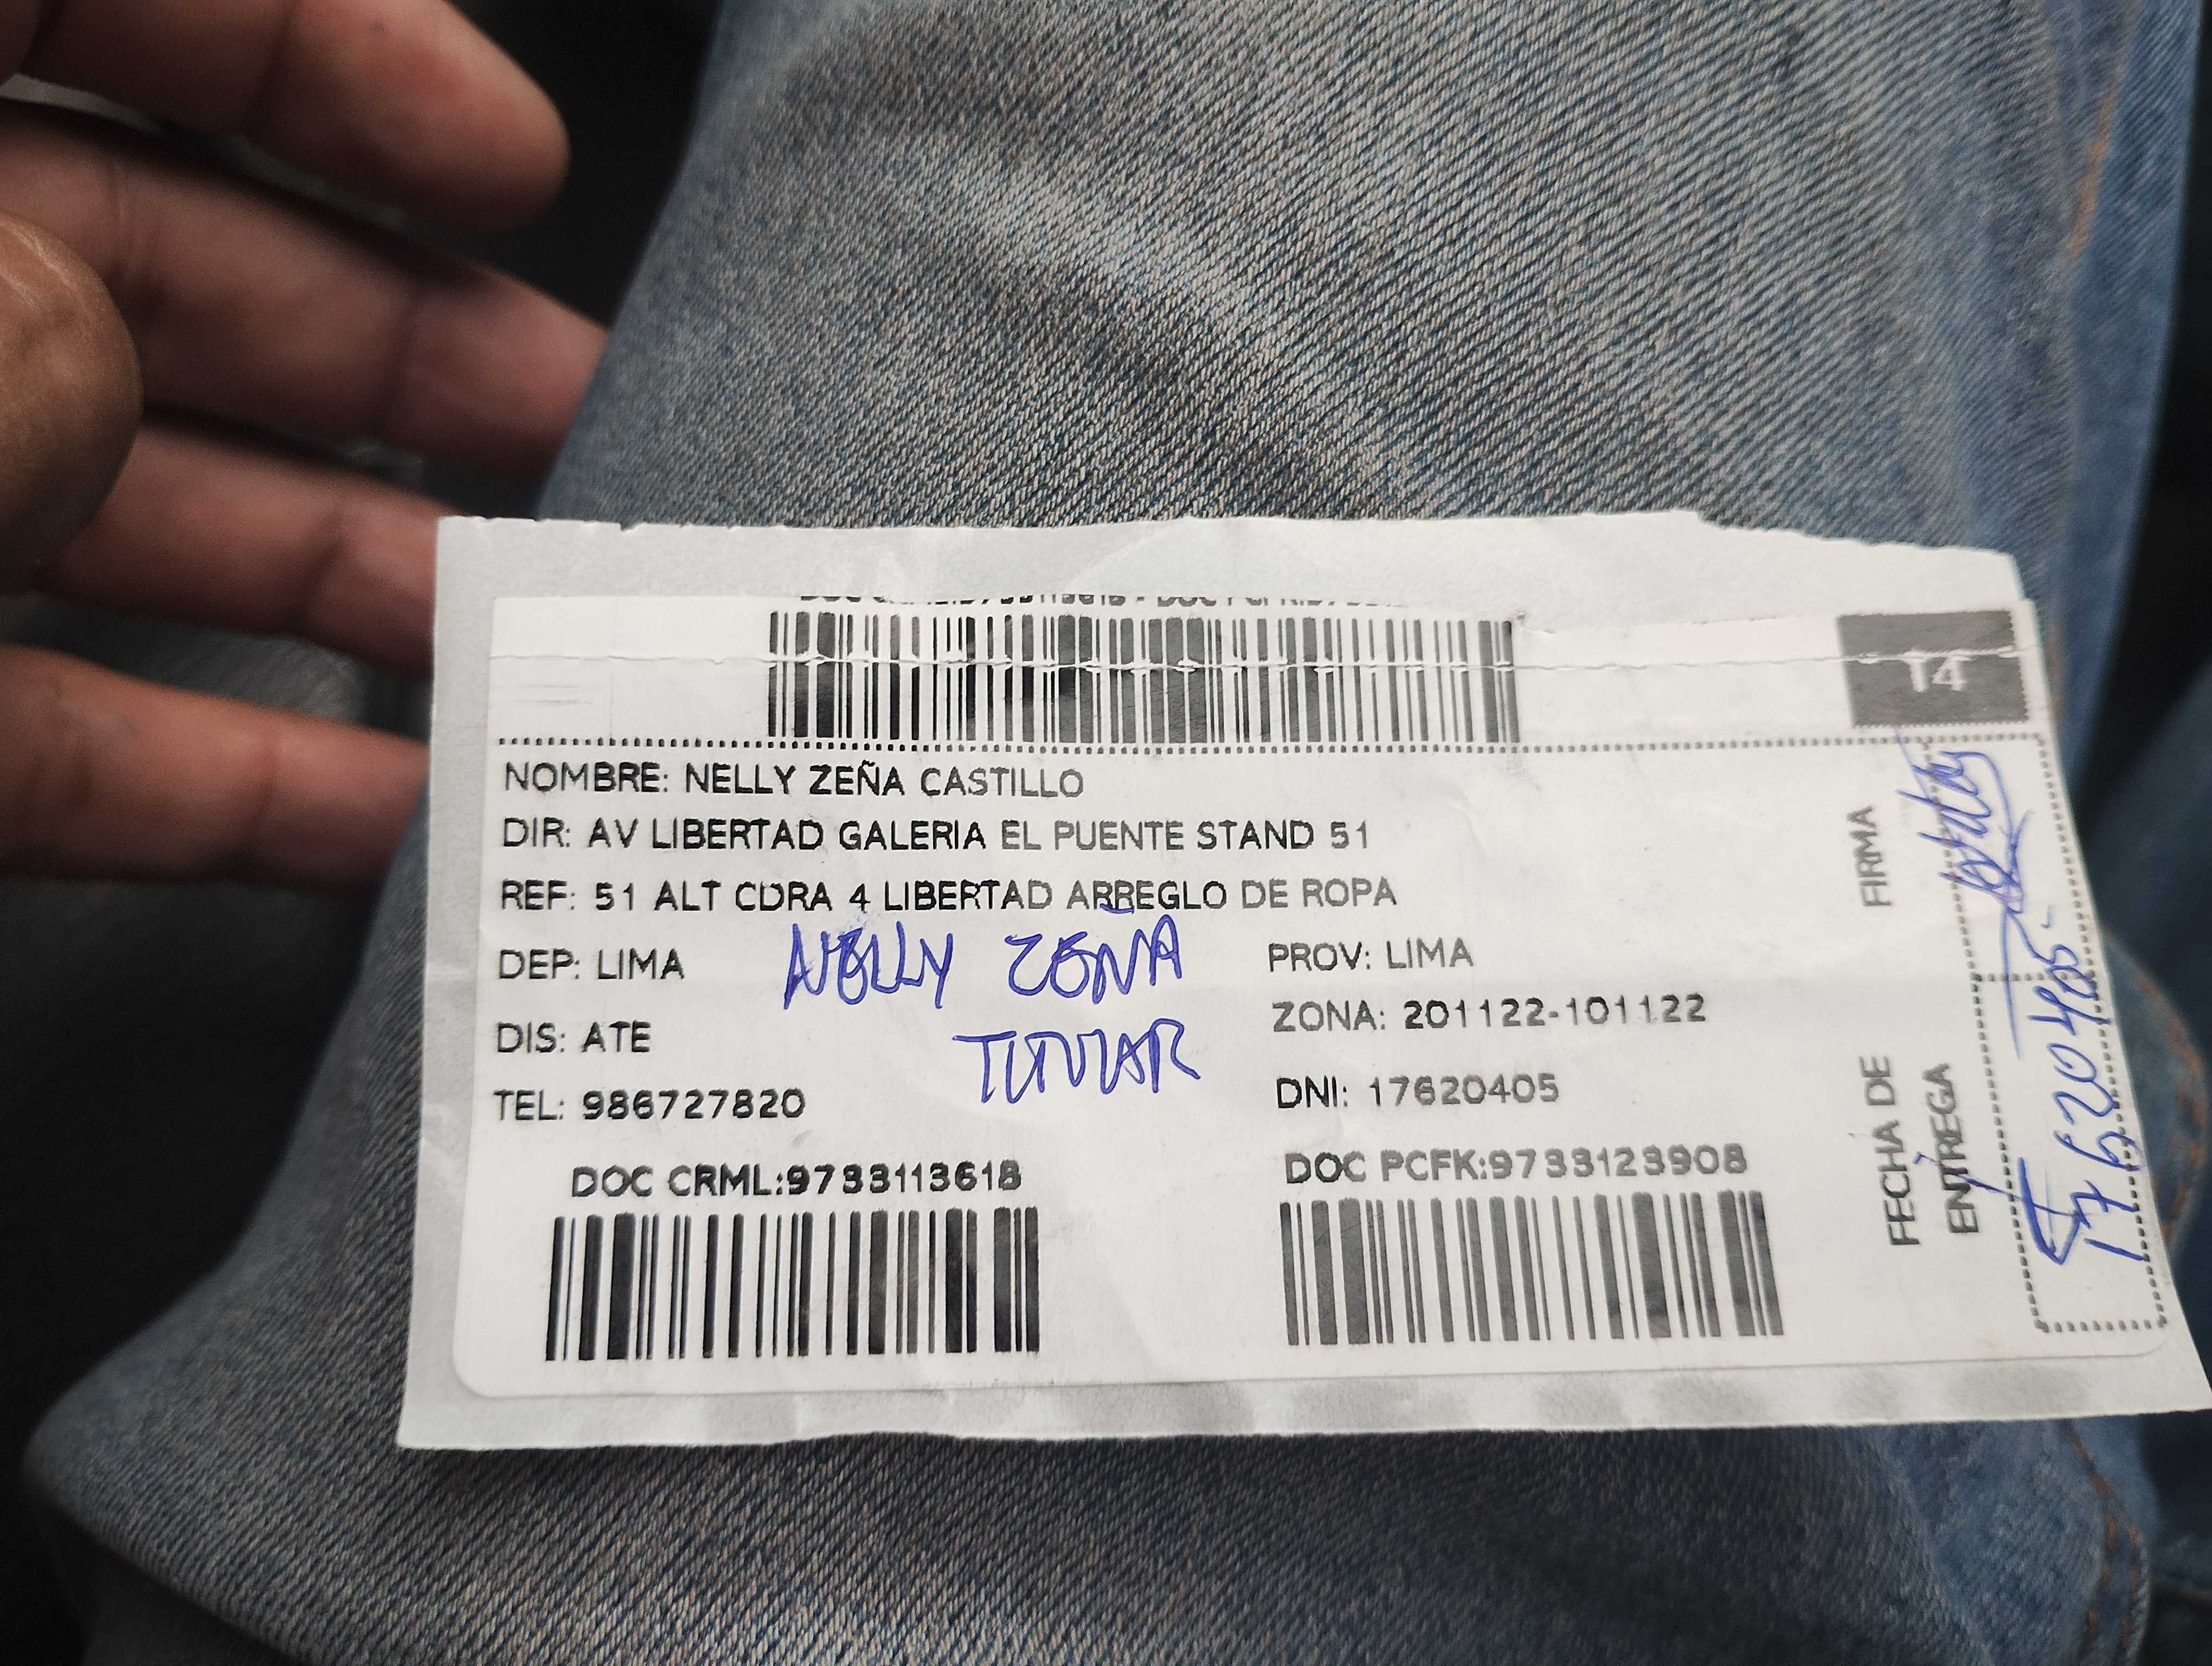 14
NOMBRE: NELLY ZEÑA CASTILLO
DIR: AV LIBERTAD GALERIA EL PUENTE STAND 51
REF: 51 ALT CDRA 4 LIBERTAD ARREGLO DE ROPA
DEP: LIMA
PROV: LIMA
NELLY ZEÑA
TITULAR
ZONA: 201122-101122
DIS: ATE
TEL: 986727820
DNI: 17620405
DOC CRML:9733113618
DOC PCFK:9733123908
FIRMA
FECHA DE
ENTREGA
17620405